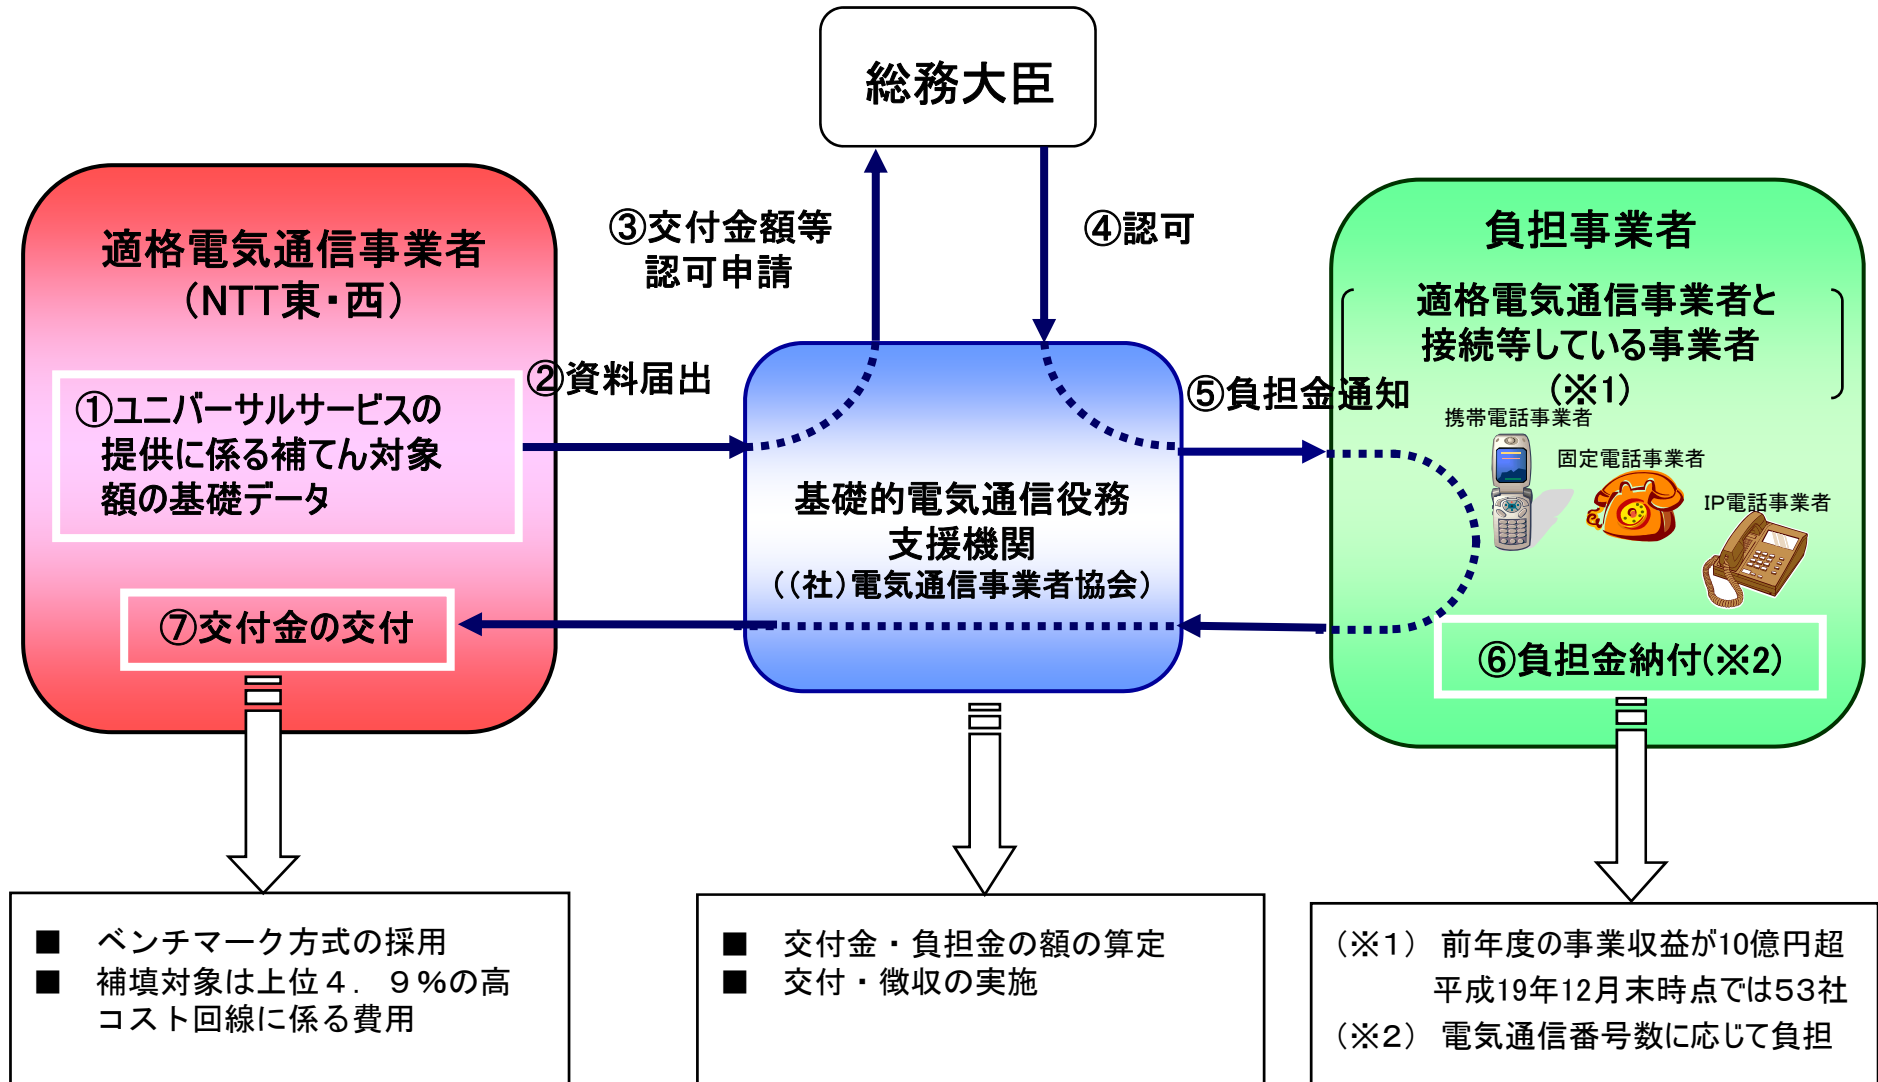 総務大臣
適格電気通信事業者
（NTT東・西）
①ユニバーサルサービスの
提供に係る補てん対象
額の基礎データ
⑦交付金の交付
②資料届出
③交付金額等
認可申請
④認可
基礎的電気通信役務
支援機関
（(社)電気通信事業者協会）
⑤負担金通知
負担事業者
適格電気通信事業者と
接続等している事業者
(※1)
携帯電話事業者
固定電話事業者
IP電話事業者
⑥負担金納付(※2)
■ ベンチマーク方式の採用
■ 補填対象は上位４．９%の高
コスト回線に係る費用
■ 交付金・負担金の額の算定
■ 交付・徴収の実施
（※1） 前年度の事業収益が10億円超
平成19年12月末時点では53社
（※2） 電気通信番号数に応じて負担